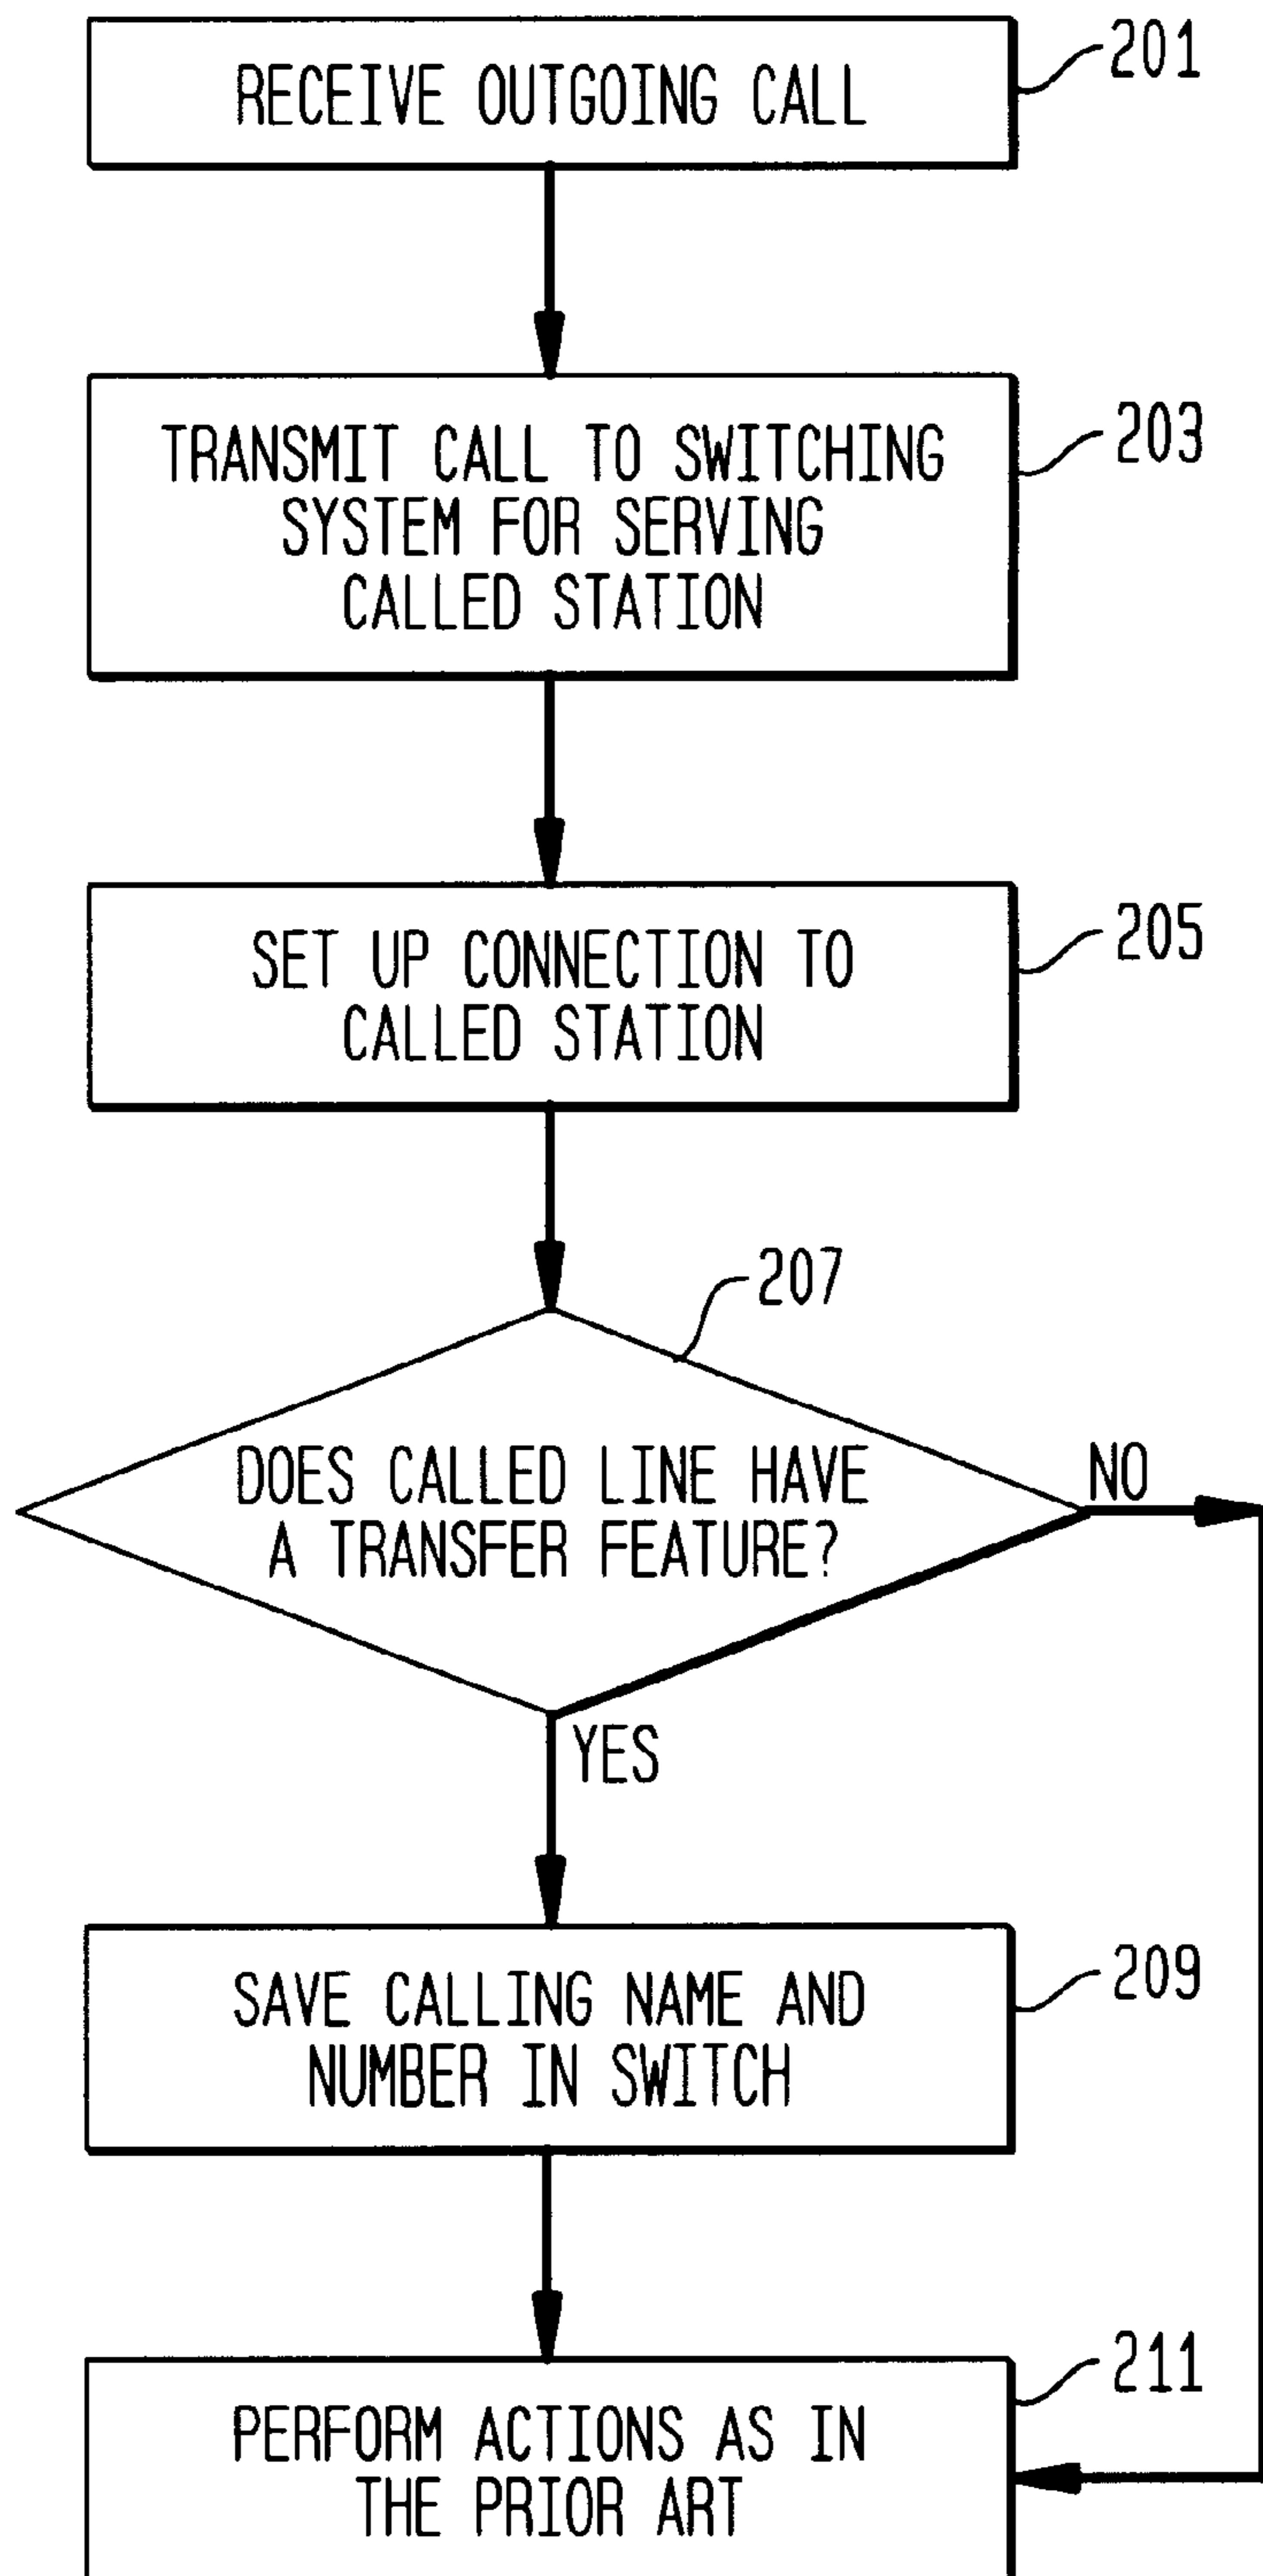 RECEIVE OUTGOING CALL
201
TRANSMIT CALL TO SWITCHING
SYSTEM FOR SERVING
CALLED STATION
203
SET UP CONNECTION TO
CALLED STATION
205
207
DOES CALLED LINE HAVE
A TRANSFER FEATURE?
NO
YES
SAVE CALLING NAME AND
NUMBER IN SWITCH
209
PERFORM ACTIONS AS IN
THE PRIOR ART
211